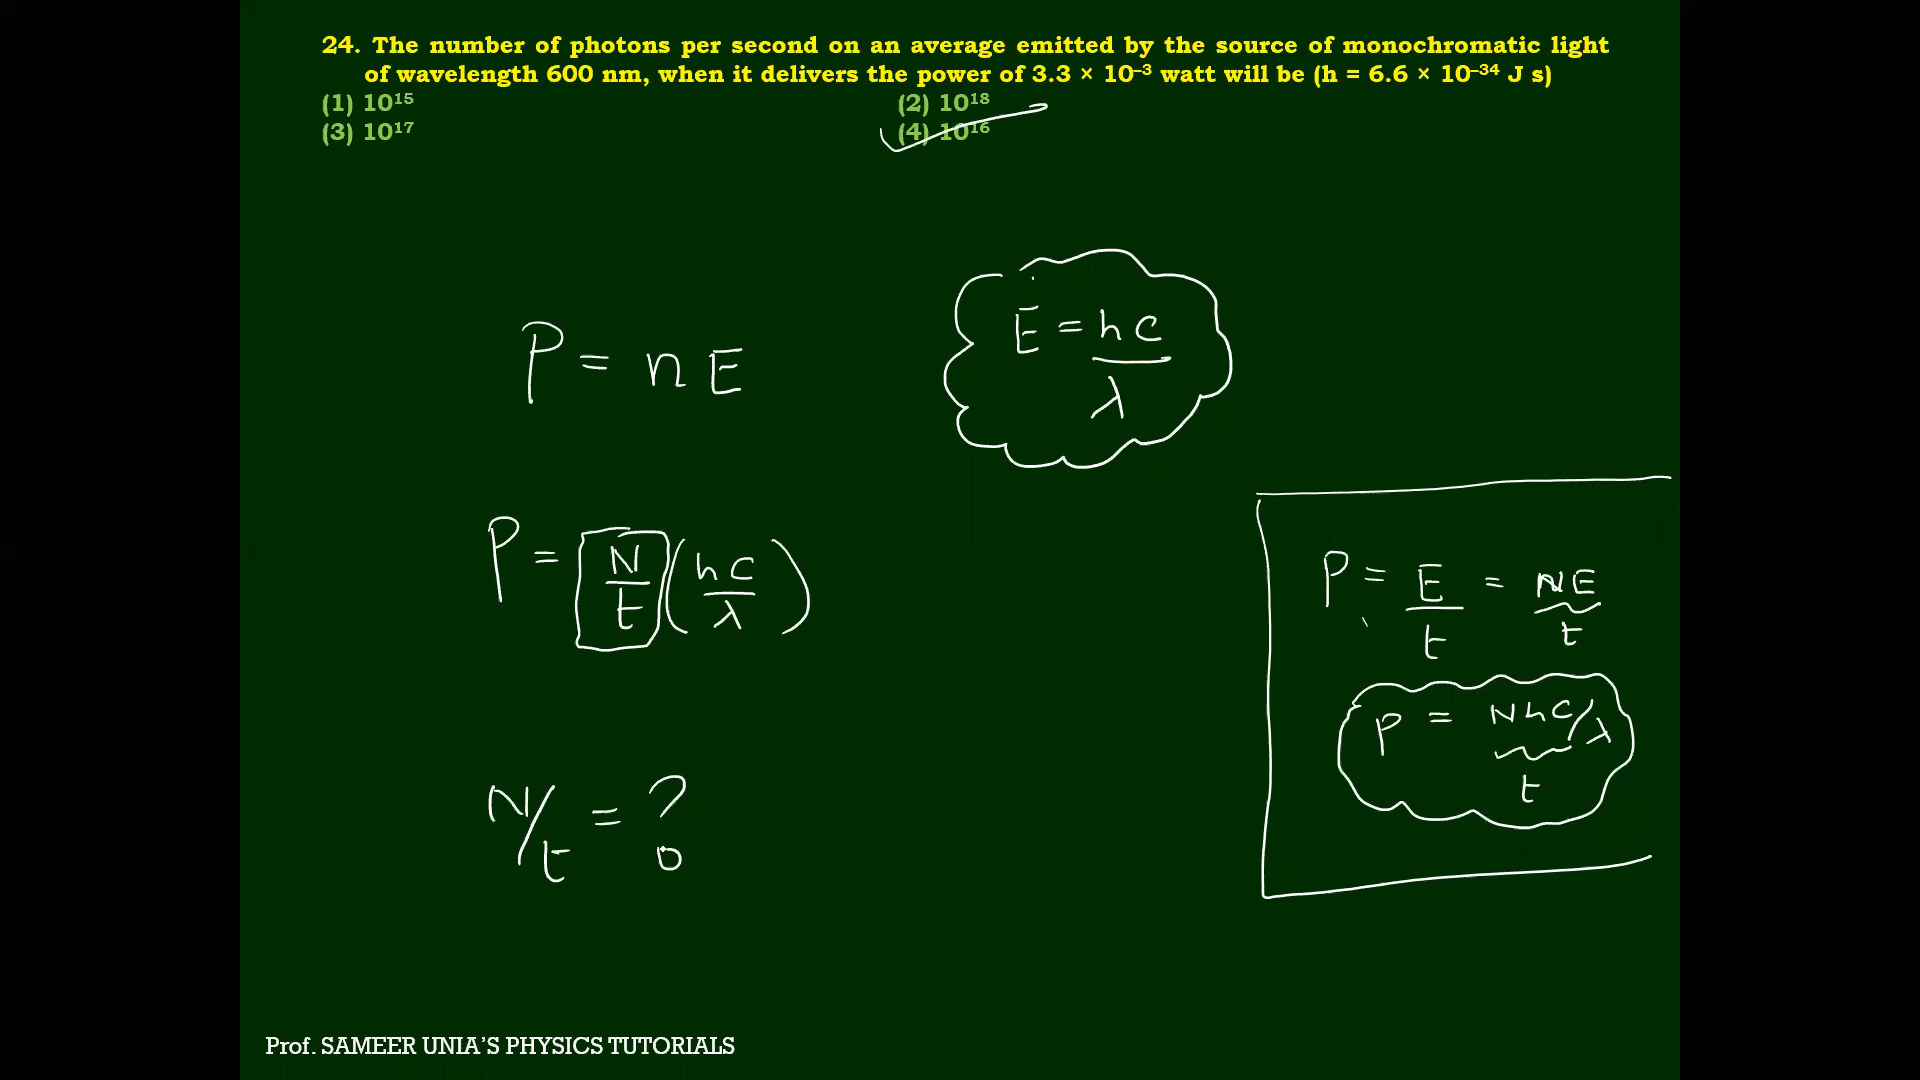 24. The number of photons per second on an average emitted by the source of monochromatic light
of wavelength 600 nm, when it delivers the power of 3.3 × 10⁻³ watt will be (h = 6.6 × 10⁻³⁴ J s)
(1) 10¹⁵ (2) 10¹⁸
(3) 10¹⁷ (4) 10¹⁶
P = n E
E = hc/λ
P = N/t (hc/λ)
N/t = ?
P = E/t = NE/t
P = Nhc/λ / t
Prof. SAMEER UNIA'S PHYSICS TUTORIALS